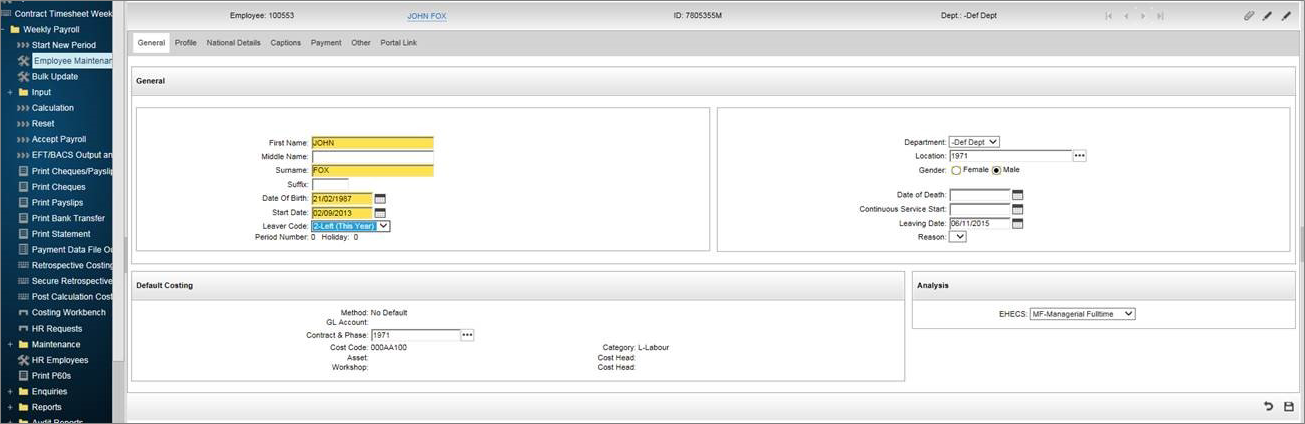 Contract Timesheet Week
Weekly Payroll
Start New Period
Employee Maintenan
Bulk Update
Input
Calculation
Reset
Accept Payroll
EFT/BACS Output an
Print Cheques/Payslip
Print Cheques
Print Payslips
Print Bank Transfer
Print Statement
Payment Data File Ou
Retrospective Costing
Secure Retrospective
Post Calculation Cost
Costing Workbench
HR Requests
Maintenance
HR Employees
Print P60s
Enquiries
Reports
Audit Reports
Employee: 100553 JOHN FOX ID: 7805355M Dept.: -Def Dept
General Profile National Details Captions Payment Other Portal Link
General
First Name: JOHN
Middle Name:
Surname: FOX
Suffix:
Date Of Birth: 21/02/1987
Start Date: 02/09/2013
Leaver Code: 2-Left (This Year)
Period Number: 0 Holiday: 0
Department: -Def Dept
Location: 1971
Gender: Female Male
Date of Death:
Continuous Service Start:
Leaving Date: 06/11/2015
Reason:
Default Costing
Method: No Default
GL Account:
Contract & Phase: 1971
Cost Code: 000AA100 Category: L-Labour
Asset: Cost Head:
Workshop: Cost Head:
Analysis
EHECS: MF-Managerial Fulltime